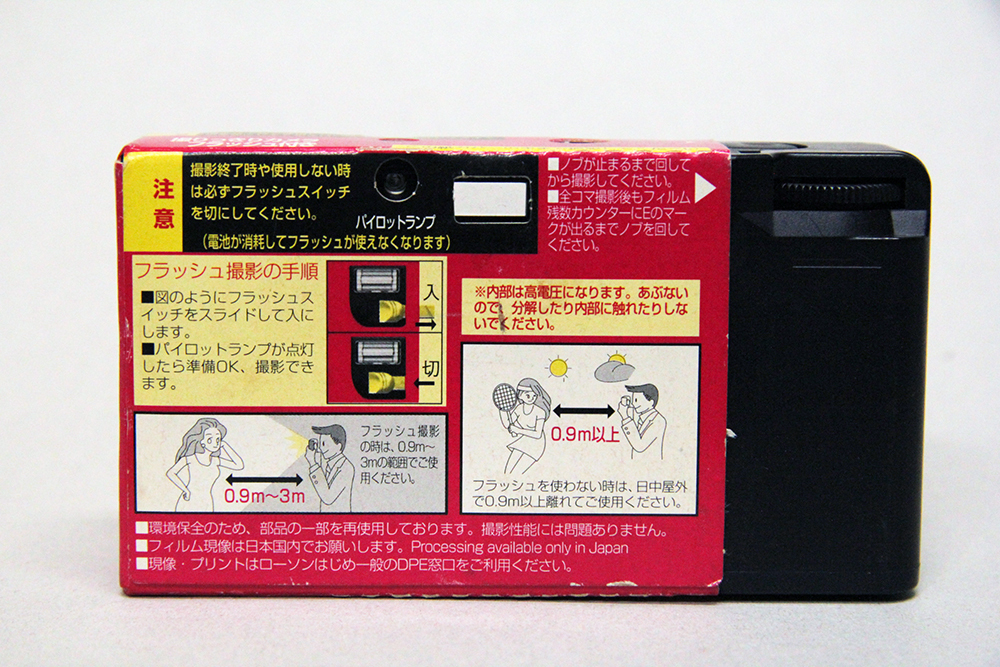 注意
撮影終了時や使用しない時
は必ずフラッシュスイッチ
を切にしてください。
(電池が消耗してフラッシュが使えなくなります)
パイロットランプ
■ノブが止まるまで回して
から撮影してください。
■全コマ撮影後もフィルム
残数カウンターにEのマー
クが出るまでノブを回して
ください。
フラッシュ撮影の手順
■図のようにフラッシュス
イッチをスライドして入に
します。
■パイロットランプが点灯
したら準備OK、撮影でき
ます。
入
切
※内部は高電圧になります。あぶない
ので、分解したり内部に触れたりしな
いでください。
フラッシュ撮影
の時は、0.9m〜
3mの範囲でご使
用ください。
0.9m〜3m
0.9m以上
フラッシュを使わない時は、日中屋外
で0.9m以上離れてご使用ください。
■環境保全のため、部品の一部を再使用しております。撮影性能には問題ありません。
■フィルム現像は日本国内でお願いします。Processing available only in Japan
■現像・プリントはローソンはじめ一般のDPE窓口をご利用ください。